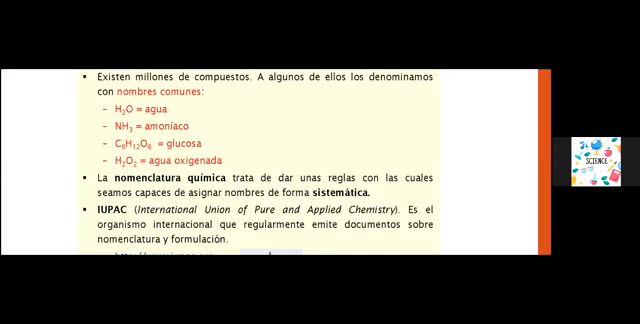 ▪ Existen millones de compuestos. A algunos de ellos los denominamos
con nombres comunes:
– H₂O = agua
– NH₃ = amoníaco
– C₆H₁₂O₆ = glucosa
– H₂O₂ = agua oxigenada
▪ La nomenclatura química trata de dar unas reglas con las cuales
seamos capaces de asignar nombres de forma sistemática.
▪ IUPAC (International Union of Pure and Applied Chemistry). Es el
organismo internacional que regularmente emite documentos sobre
nomenclatura y formulación.
SCIENCE